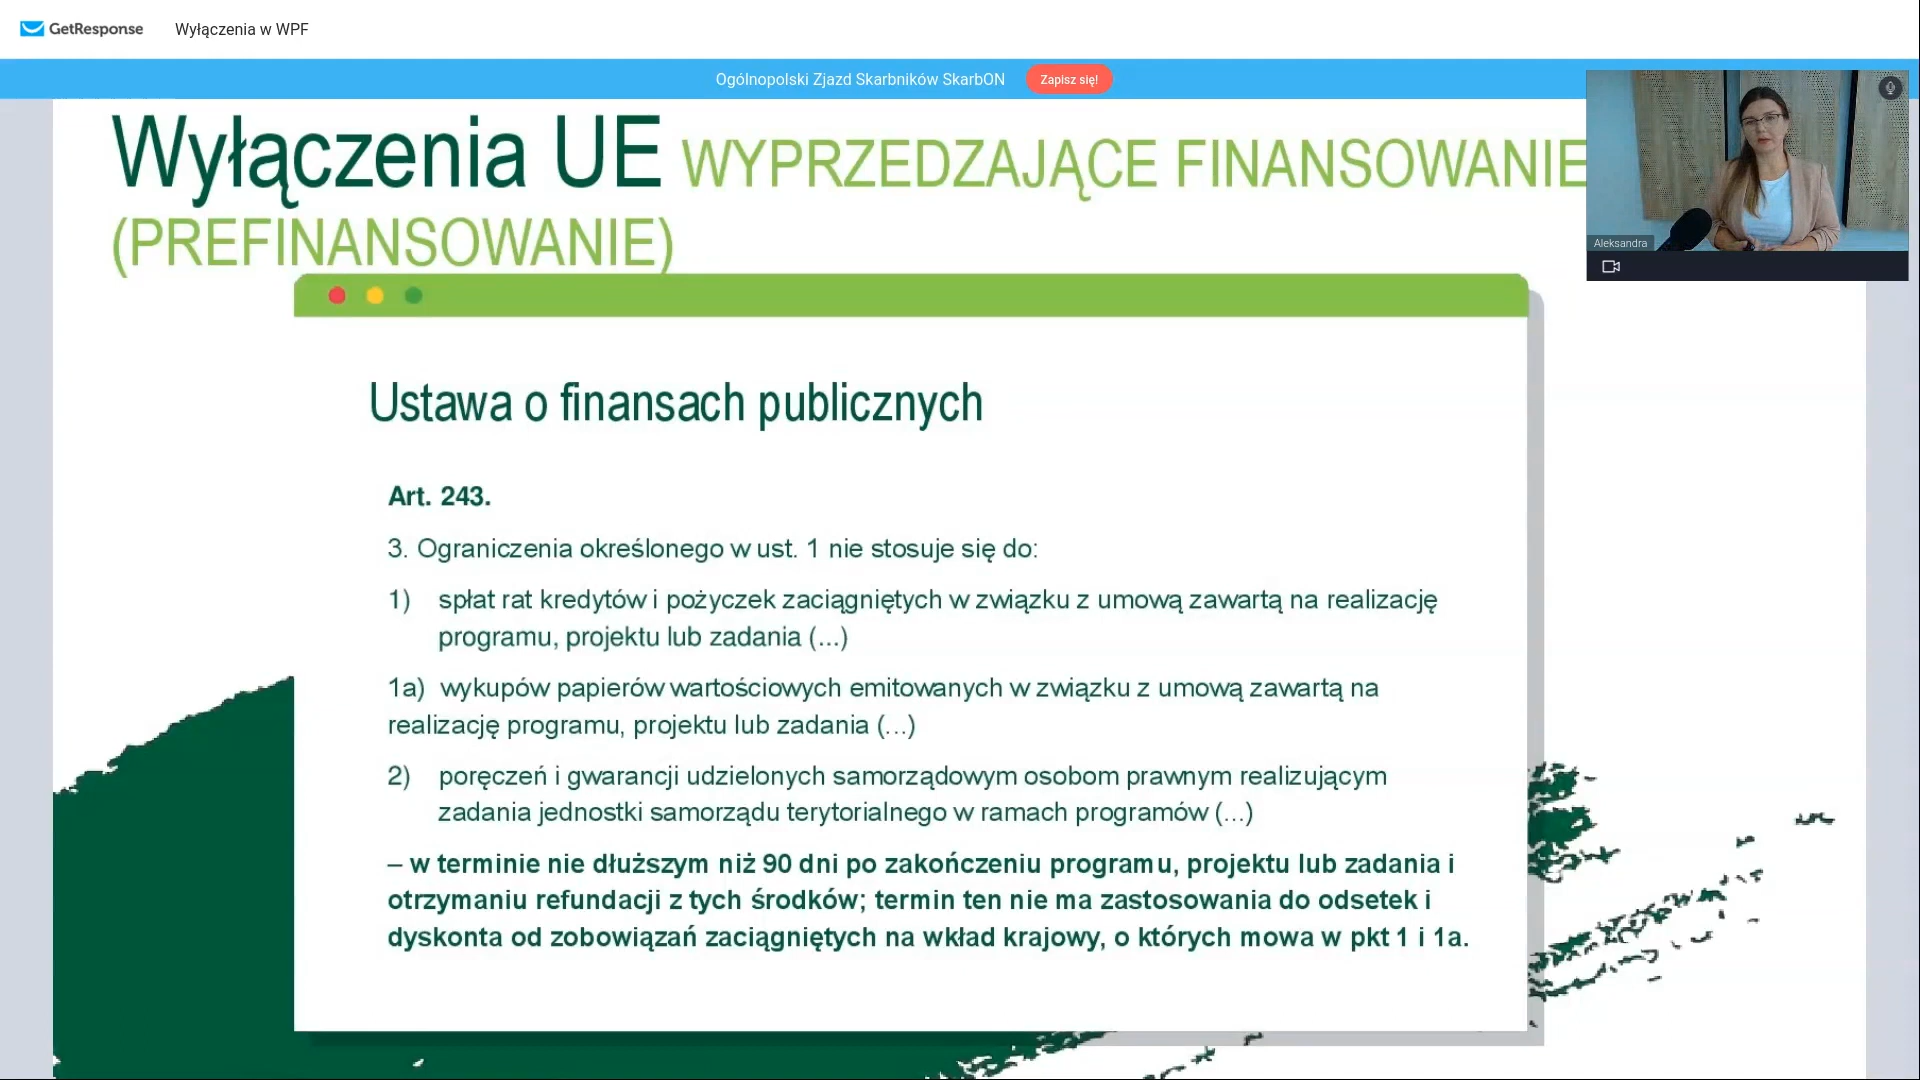 GetResponse
Wyłączenia w WPF
Ogólnopolski Zjazd Skarbników SkarbON
Zapisz się!
Wyłączenia UE WYPRZEDZAJĄCE FINANSOWANIE
(PREFINANSOWANIE)
Aleksandra
Ustawa o finansach publicznych
Art. 243.
3. Ograniczenia określonego w ust. 1 nie stosuje się do:
1) spłat rat kredytów i pożyczek zaciągniętych w związku z umową zawartą na realizację
programu, projektu lub zadania (...)
1a) wykupów papierów wartościowych emitowanych w związku z umową zawartą na
realizację programu, projektu lub zadania (...)
2) poręczeń i gwarancji udzielonych samorządowym osobom prawnym realizującym
zadania jednostki samorządu terytorialnego w ramach programów (...)
– w terminie nie dłuższym niż 90 dni po zakończeniu programu, projektu lub zadania i
otrzymaniu refundacji z tych środków; termin ten nie ma zastosowania do odsetek i
dyskonta od zobowiązań zaciągniętych na wkład krajowy, o których mowa w pkt 1 i 1a.